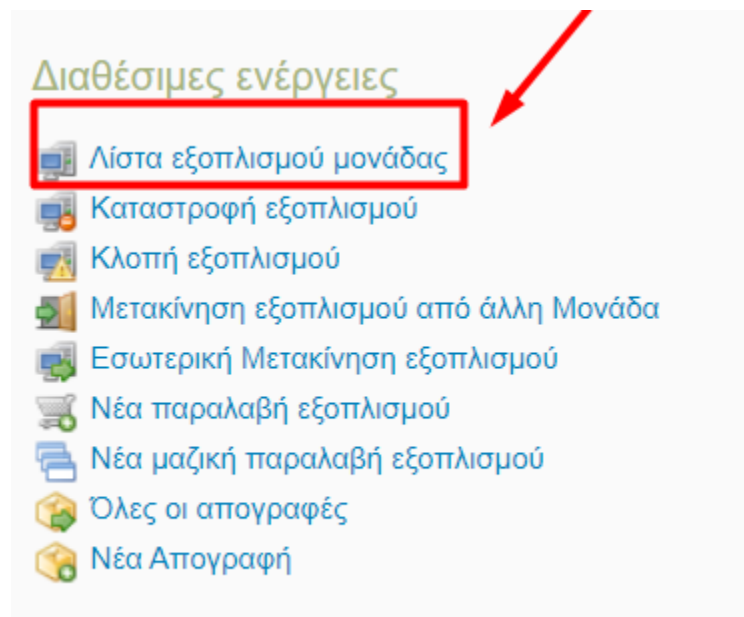 Διαθέσιμες ενέργειες
Λίστα εξοπλισμού μονάδας
Καταστροφή εξοπλισμού
Κλοπή εξοπλισμού
Μετακίνηση εξοπλισμού από άλλη Μονάδα
Εσωτερική Μετακίνηση εξοπλισμού
Νέα παραλαβή εξοπλισμού
Νέα μαζική παραλαβή εξοπλισμού
Όλες οι απογραφές
Νέα Απογραφή